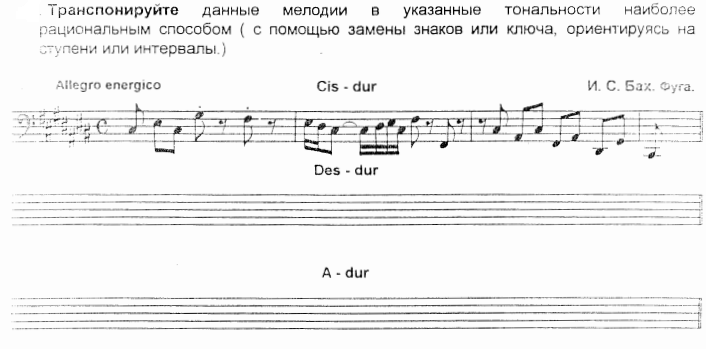 Транспонируйте данные мелодии в указанные тональности наиболее
рациональным способом ( с помощью замены знаков или ключа, ориентируясь на
ступени или интервалы.)
Allegro energico Cis - dur И. С. Бах. Фуга.
Des - dur
A - dur